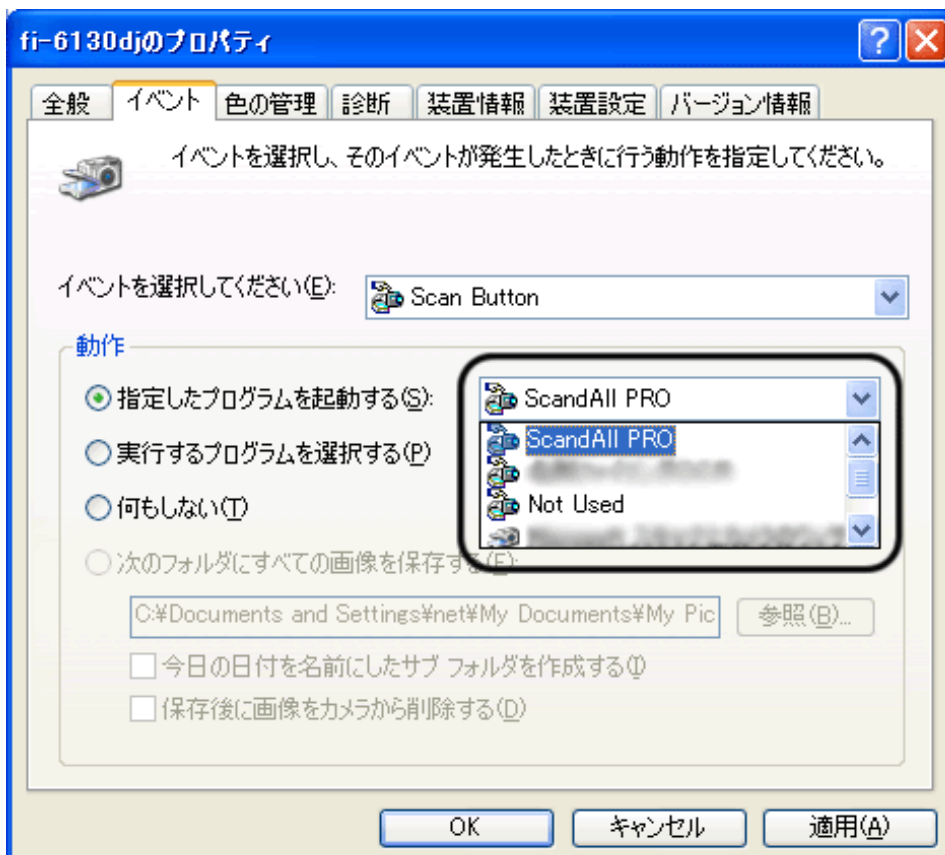 fi-6130djのプロパティ
全般 イベント 色の管理 診断 装置情報 装置設定 バージョン情報
イベントを選択し、そのイベントが発生したときに行う動作を指定してください。
イベントを選択してください(E): Scan Button
動作
指定したプログラムを起動する(S): ScandAll PRO
ScandAll PRO
実行するプログラムを選択する(P)
Not Used
何もしない(T)
次のフォルダにすべての画像を保存する(F):
C:¥Documents and Settings¥net¥My Documents¥My Pic 参照(B)...
今日の日付を名前にしたサブ フォルダを作成する(I)
保存後に画像をカメラから削除する(D)
OK キャンセル 適用(A)